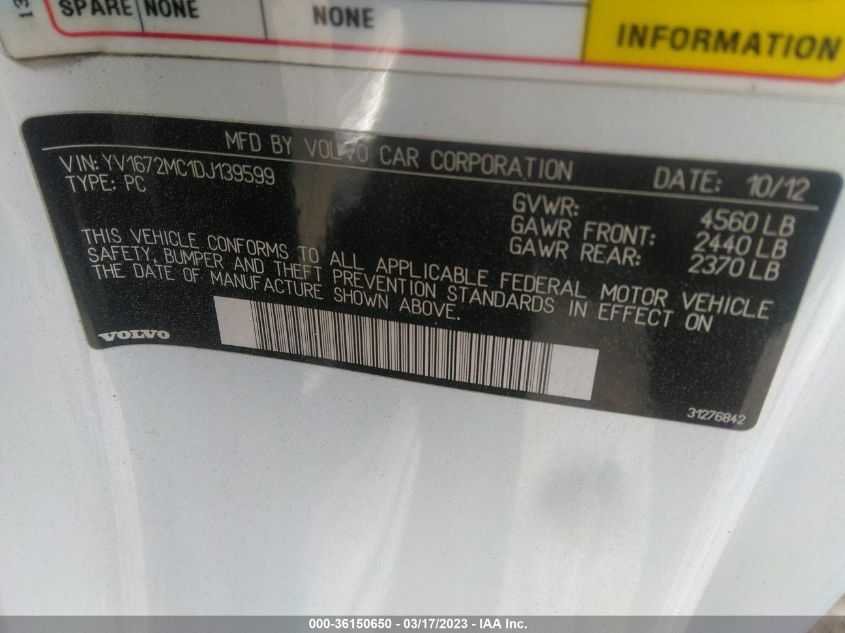 13
SPARE NONE NONE
INFORMATION
MFD BY VOLVO CAR CORPORATION DATE: 10/12
VIN: YV1672MC1DJ139599
TYPE: PC
GVWR: 4560 LB
GAWR FRONT: 2440 LB
GAWR REAR: 2370 LB
THIS VEHICLE CONFORMS TO ALL APPLICABLE FEDERAL MOTOR VEHICLE
SAFETY, BUMPER AND THEFT PREVENTION STANDARDS IN EFFECT ON
THE DATE OF MANUFACTURE SHOWN ABOVE.
VOLVO
31276842
000-36150650 - 03/17/2023 - IAA Inc.